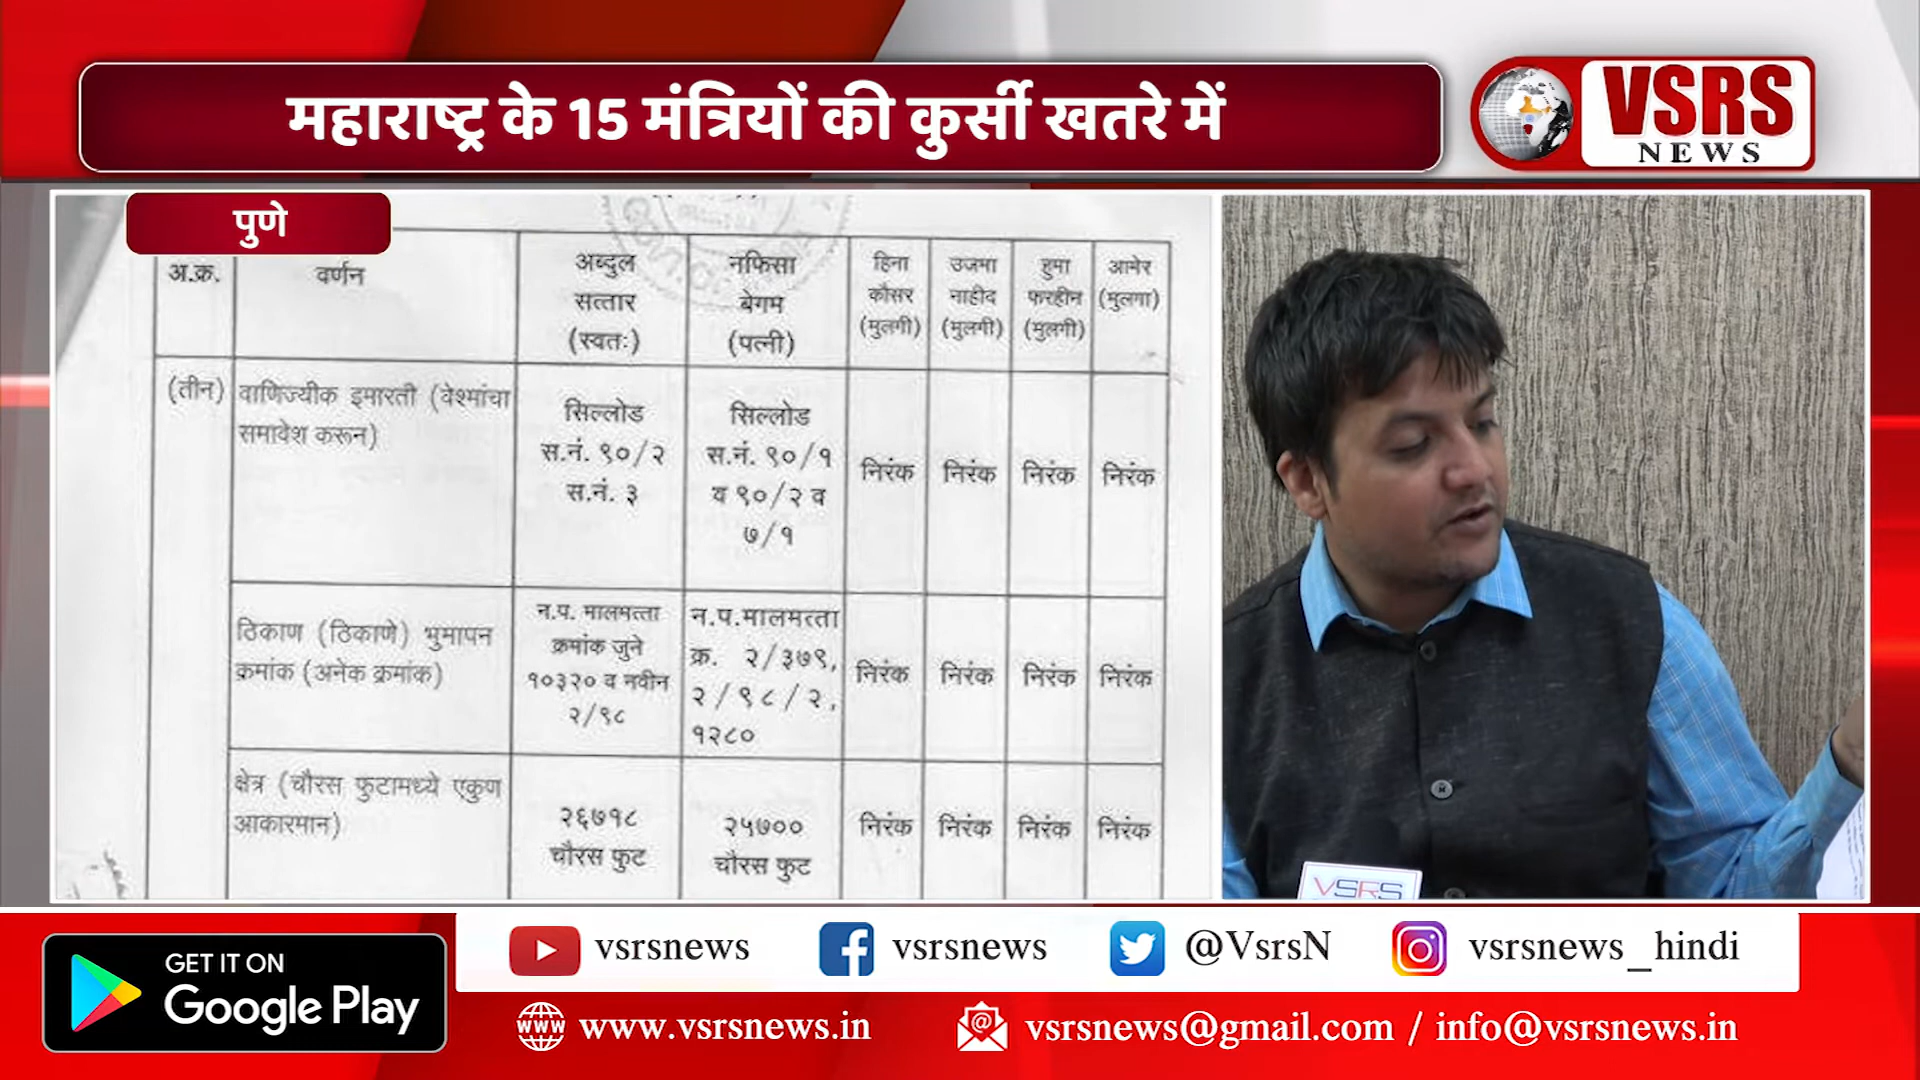 महाराष्ट्र के 15 मंत्रियों की कुर्सी खतरे में
VSRS
NEWS
पुणे
अ.क्र.
वर्णन
अब्दुल
सत्तार
(स्वतः)
नफिसा
बेगम
(पत्नी)
हिना
कौसर
(मुलगी)
उजमा
नाहीद
(मुलगी)
हुमा
फरहीन
(मुलगी)
आमेर
(मुलगा)
(तीन)
वाणिज्यीक इमारती (वेश्मांचा
समावेश करून)
सिल्लोड
स.नं. ९०/२
स.नं. ३
सिल्लोड
स.नं. ९०/१
व ९०/२ व
७/१
निरंक
निरंक
निरंक
निरंक
ठिकाण (ठिकाणे) भुमापन
क्रमांक (अनेक क्रमांक)
न.प. मालमत्ता
क्रमांक जुने
१०३२० व नवीन
२/९८
न.प.मालमत्ता
क्र. २/३७९,
२/९८/२,
१२८०
निरंक
निरंक
निरंक
निरंक
क्षेत्र (चौरस फुटामध्ये एकुण
आकारमान)
२६७१८
चौरस फुट
२५७००
चौरस फुट
निरंक
निरंक
निरंक
निरंक
VSRS
GET IT ON
Google Play
vsrsnews
vsrsnews
@VsrsN
vsrsnews_hindi
www www.vsrsnews.in
vsrsnews@gmail.com / info@vsrsnews.in